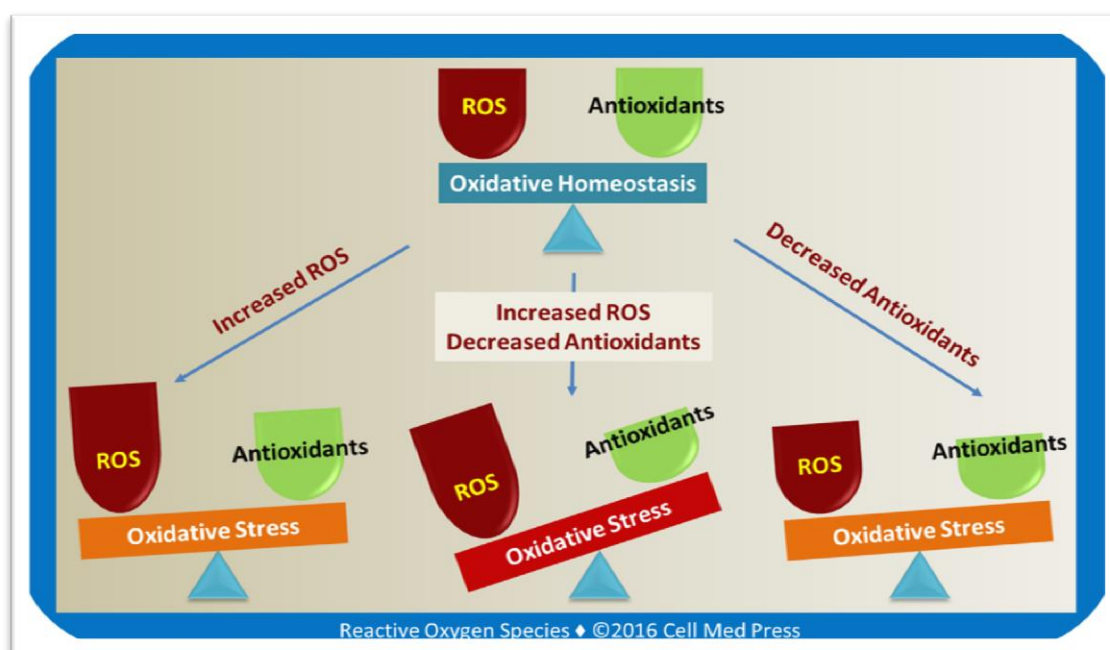 ROS
Antioxidants
Oxidative Homeostasis
Increased ROS
Increased ROS
Decreased Antioxidants
Decreased Antioxidants
ROS
Antioxidants
Oxidative Stress
ROS
Antioxidants
Oxidative Stress
ROS
Antioxidants
Oxidative Stress
Reactive Oxygen Species ♦ ©2016 Cell Med Press